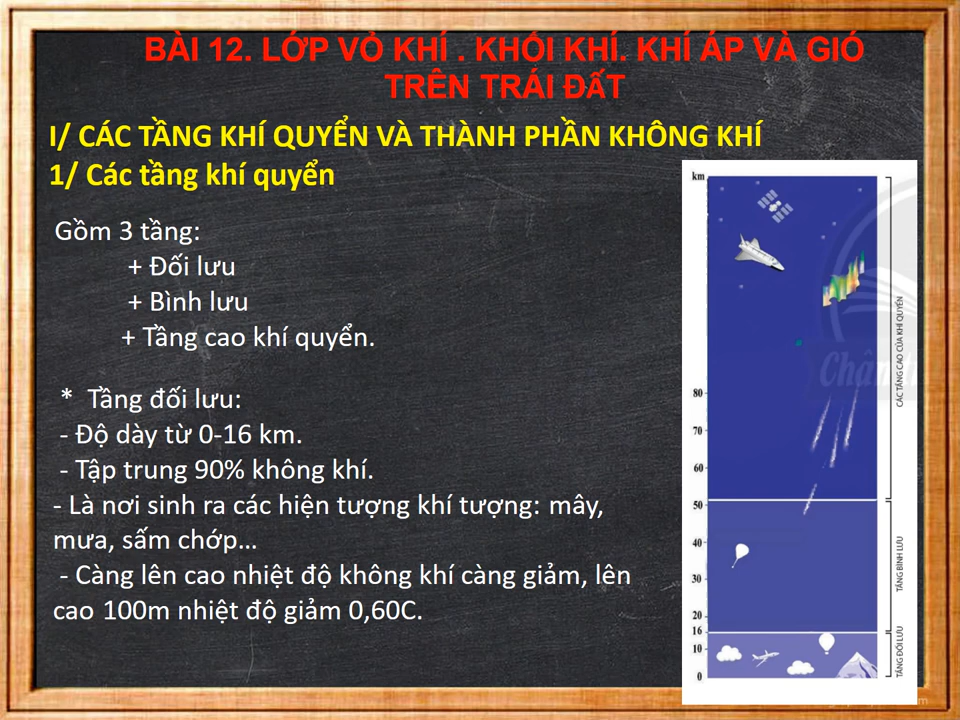 BÀI 12. LỚP VỎ KHÍ . KHỐI KHÍ. KHÍ ÁP VÀ GIÓ
TRÊN TRÁI ĐẤT
I/ CÁC TẦNG KHÍ QUYỂN VÀ THÀNH PHẦN KHÔNG KHÍ
1/ Các tầng khí quyển
Gồm 3 tầng:
+ Đối lưu
+ Bình lưu
+ Tầng cao khí quyển.
* Tầng đối lưu:
- Độ dày từ 0-16 km.
- Tập trung 90% không khí.
- Là nơi sinh ra các hiện tượng khí tượng: mây,
mưa, sấm chớp...
- Càng lên cao nhiệt độ không khí càng giảm, lên
cao 100m nhiệt độ giảm 0,60C.
km
80
70
60
50
40
30
20
16
10
0
CÁC TẦNG CAO CỦA KHÍ QUYỂN
TẦNG BÌNH LƯU
TẦNG ĐỐI LƯU
Chân